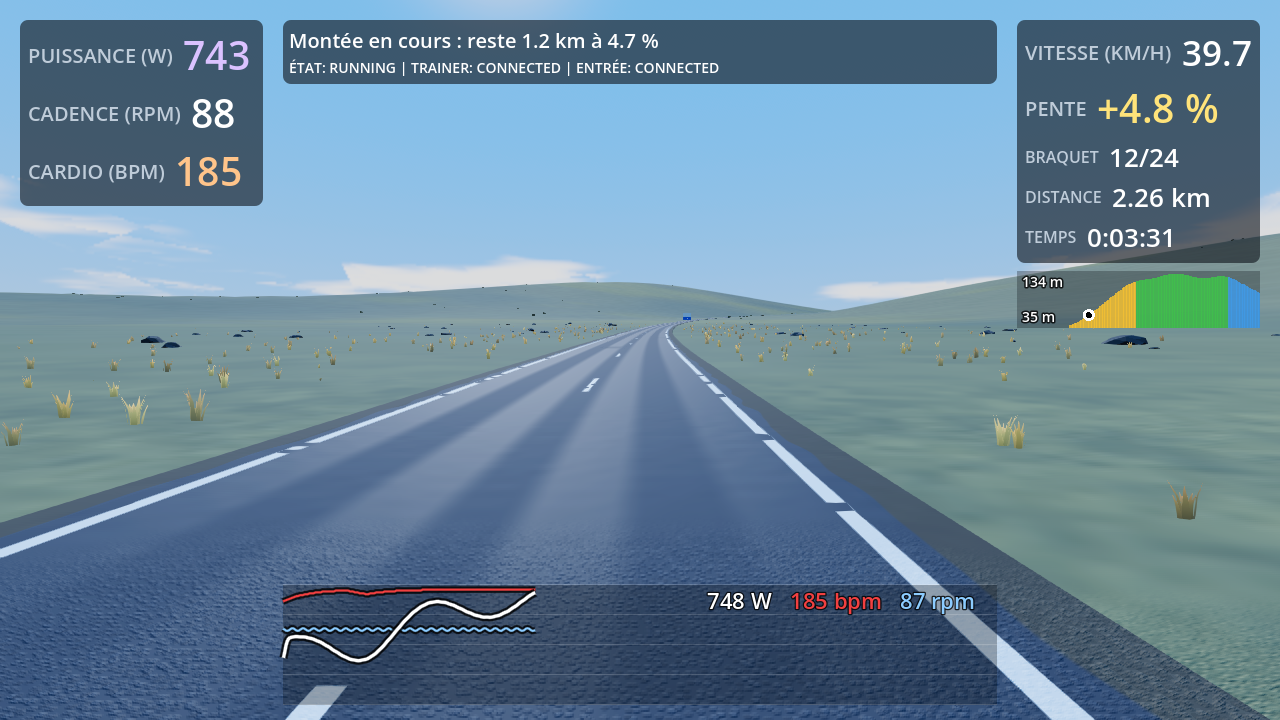 PUISSANCE (W) 743
CADENCE (RPM) 88
CARDIO (BPM) 185
Montée en cours : reste 1.2 km à 4.7 %
ÉTAT: RUNNING | TRAINER: CONNECTED | ENTRÉE: CONNECTED
VITESSE (KM/H) 39.7
PENTE +4.8 %
BRAQUET 12/24
DISTANCE 2.26 km
TEMPS 0:03:31
134 m
35 m
748 W 185 bpm 87 rpm